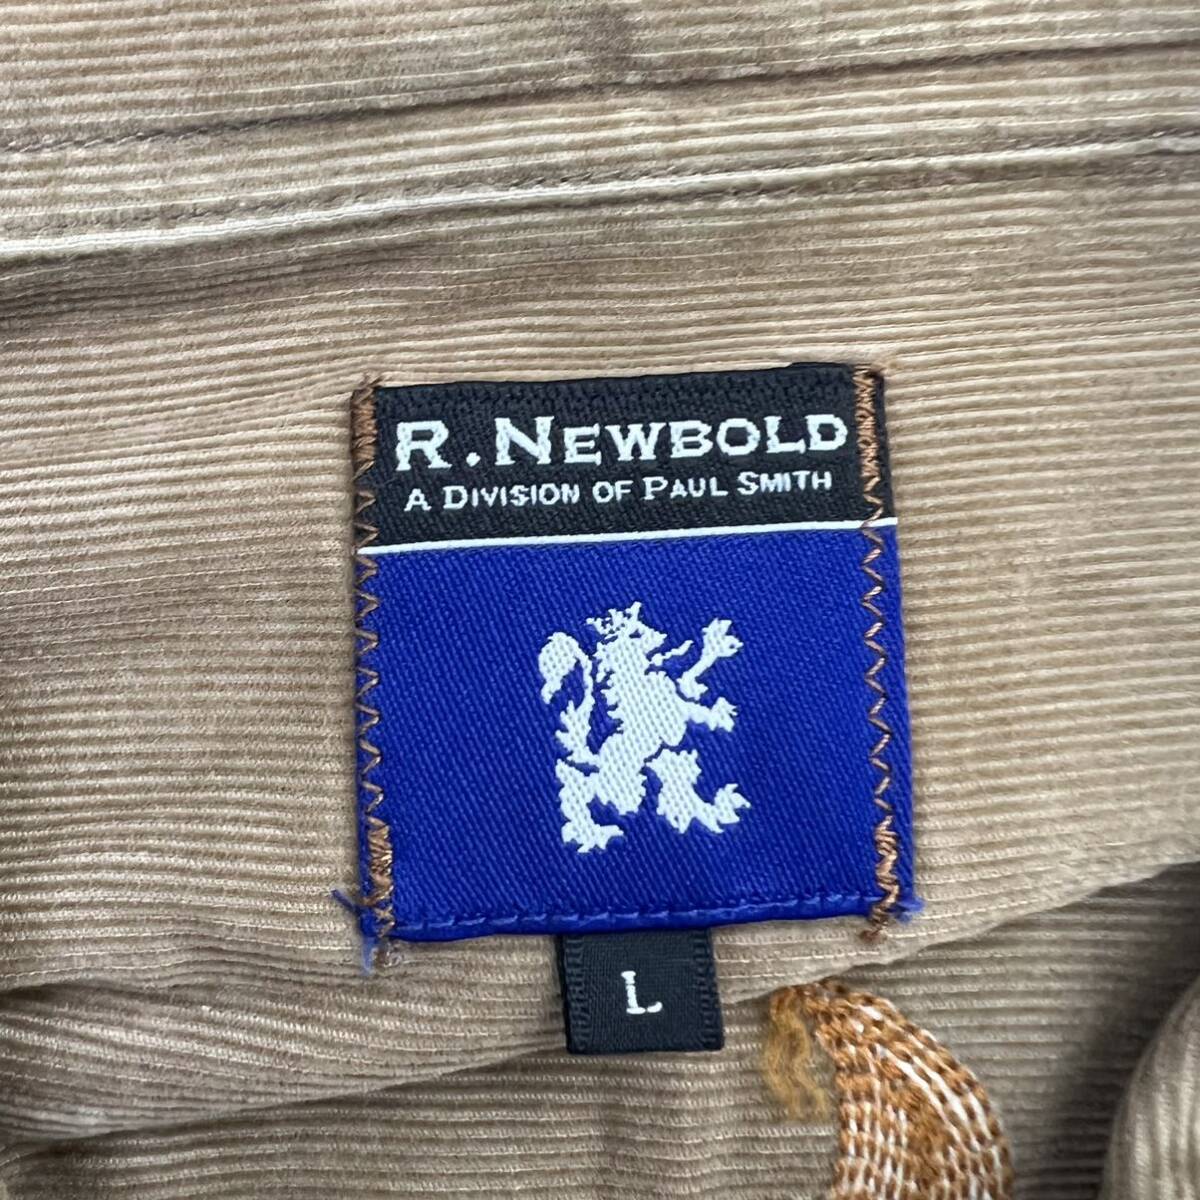 R. NEWBOLD
A DIVISION OF PAUL SMITH
L